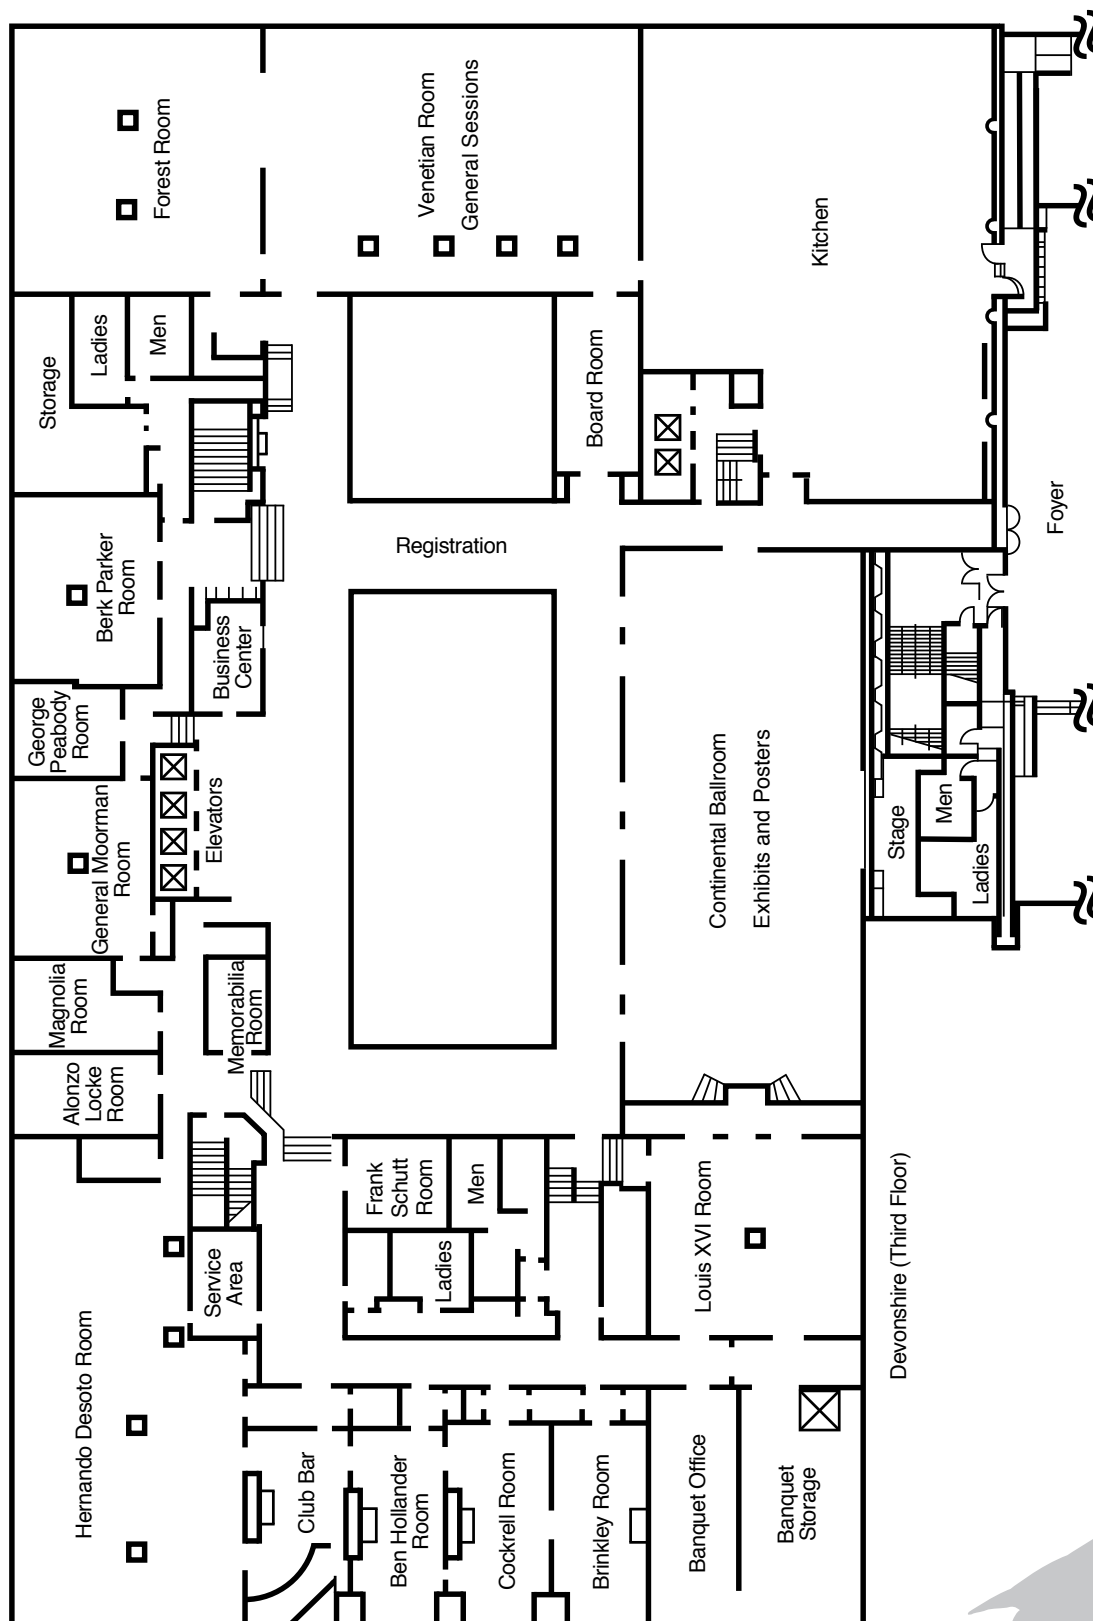 Forest Room
Venetian Room
General Sessions
Kitchen
Storage
Ladies
Men
Board Room
Berk Parker
Room
Registration
Foyer
Business
Center
George
Peabody
Room
General Moorman
Room
Elevators
Continental Ballroom
Exhibits and Posters
Stage
Men
Ladies
Magnolia
Room
Memorabilia
Room
Alonzo
Locke
Room
Frank
Schutt
Room
Men
Ladies
Louis XVI Room
Service
Area
Devonshire (Third Floor)
Hernando Desoto Room
Club Bar
Ben Hollander
Room
Cockrell Room
Brinkley Room
Banquet Office
Banquet
Storage